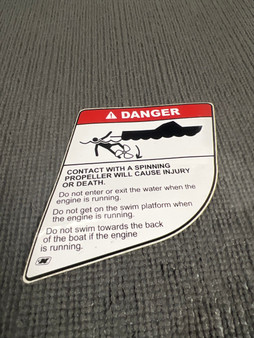 DANGER
CONTACT WITH A SPINNING
PROPELLER WILL CAUSE INJURY
OR DEATH.
Do not enter or exit the water when the
engine is running.
Do not get on the swim platform when
the engine is running.
Do not swim towards the back
of the boat if the engine
is running.